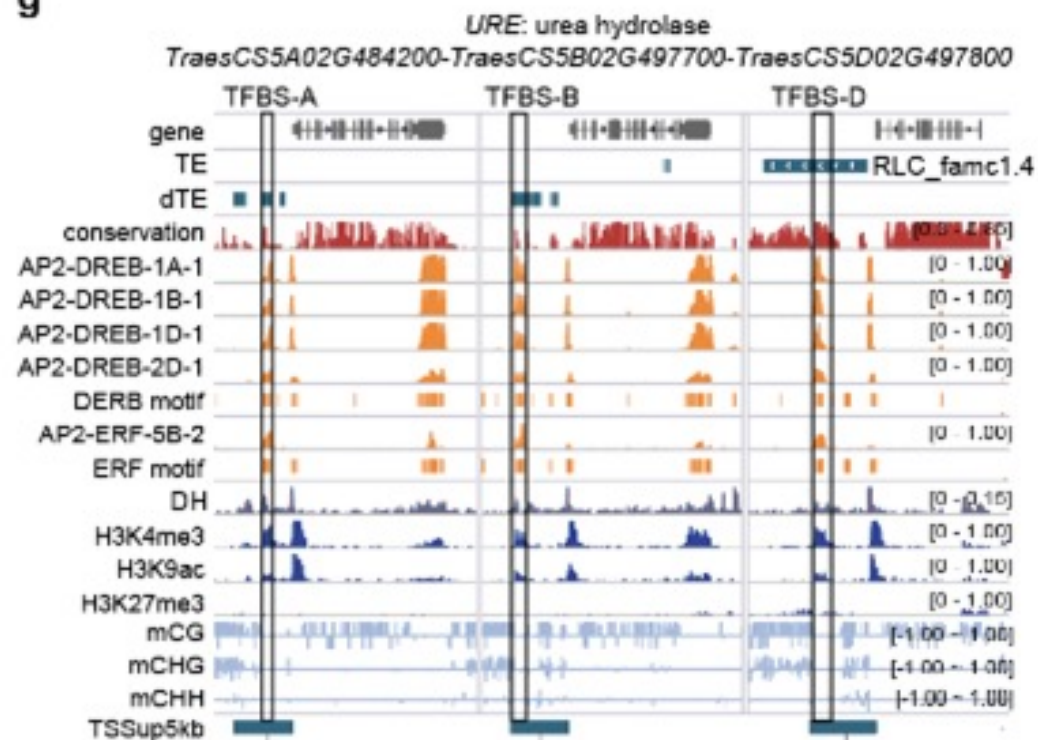 g
URE: urea hydrolase
TraesCS5A02G484200-TraesCS5B02G497700-TraesCS5D02G497800
TFBS-A TFBS-B TFBS-D
gene
TE RLC_famc1.4
dTE
conservation
AP2-DREB-1A-1 [0 - 1.00]
AP2-DREB-1B-1 [0 - 1.00]
AP2-DREB-1D-1 [0 - 1.00]
AP2-DREB-2D-1 [0 - 1.00]
DERB motif
AP2-ERF-5B-2 [0 - 1.00]
ERF motif
DH [0 - 0.15]
H3K4me3 [0 - 1.00]
H3K9ac [0 - 1.00]
H3K27me3 [0 - 1.00]
mCG [-1.00 - 1.00]
mCHG [-1.00 - 1.00]
mCHH [-1.00 - 1.00]
TSSup5kb